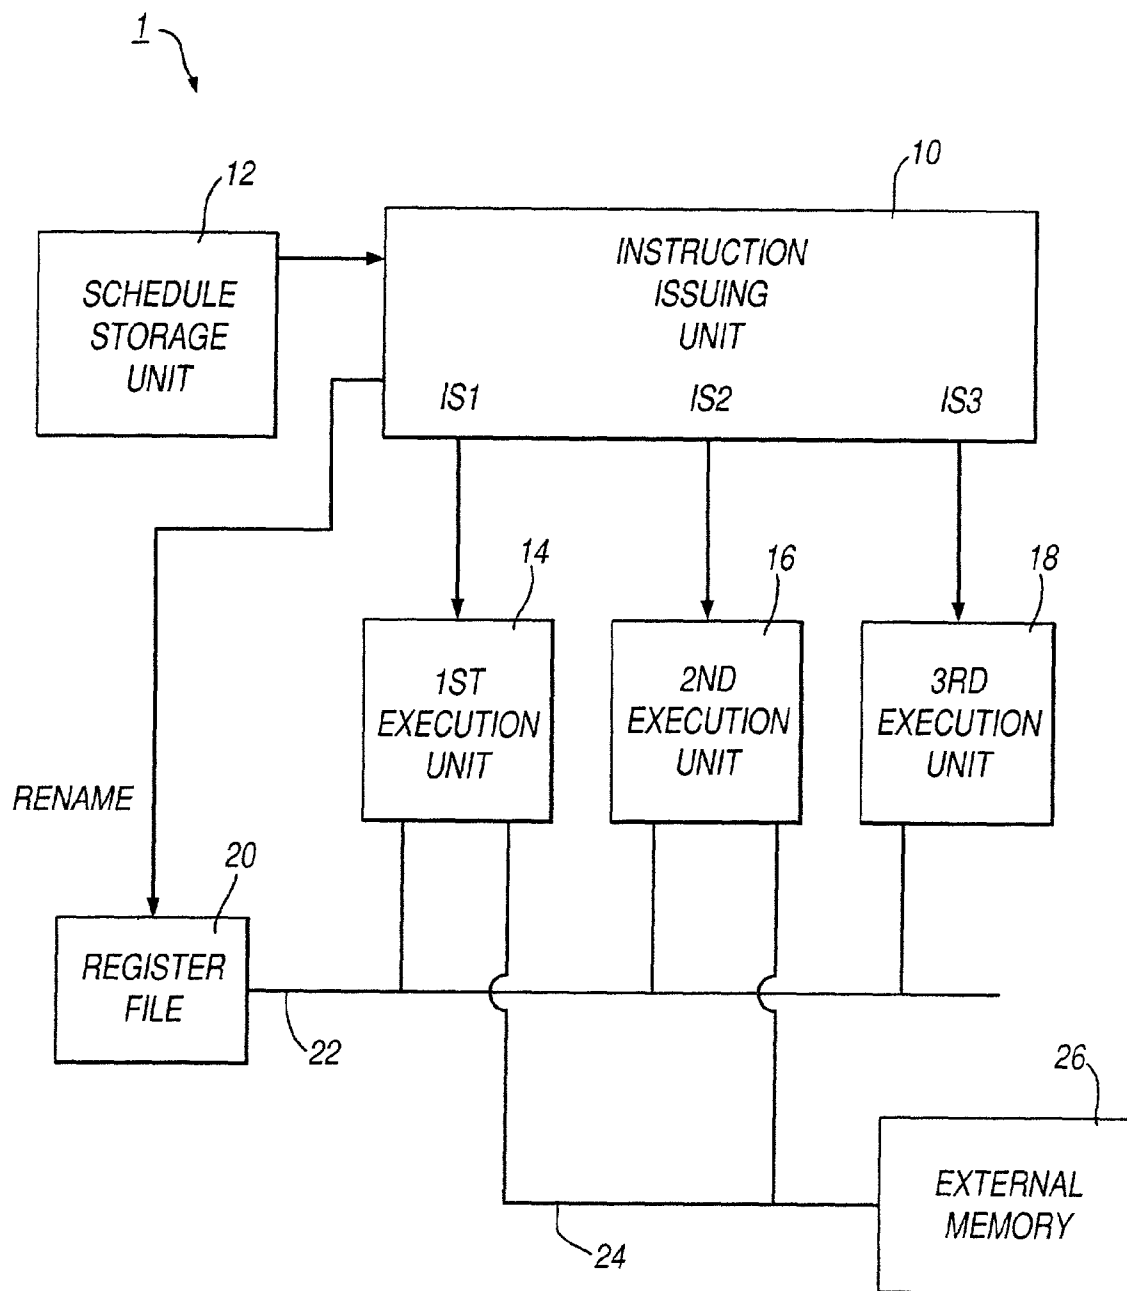 1
12
10
SCHEDULE
STORAGE
UNIT
INSTRUCTION
ISSUING
UNIT
IS1
IS2
IS3
14
16
18
1ST
EXECUTION
UNIT
2ND
EXECUTION
UNIT
3RD
EXECUTION
UNIT
RENAME
20
REGISTER
FILE
22
26
EXTERNAL
MEMORY
24